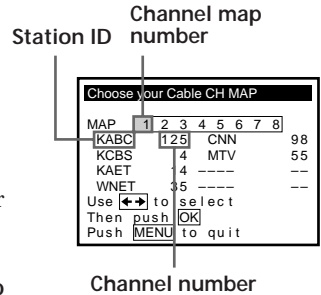 Channel map
Station ID number
Choose your Cable CH MAP
MAP 1 2 3 4 5 6 7 8
KABC 125 CNN 98
KCBS 4 MTV 55
KAET 4 ---- --
WNET 35 ---- --
Use ←→ to select
Then push OK
Push MENU to quit
Channel number